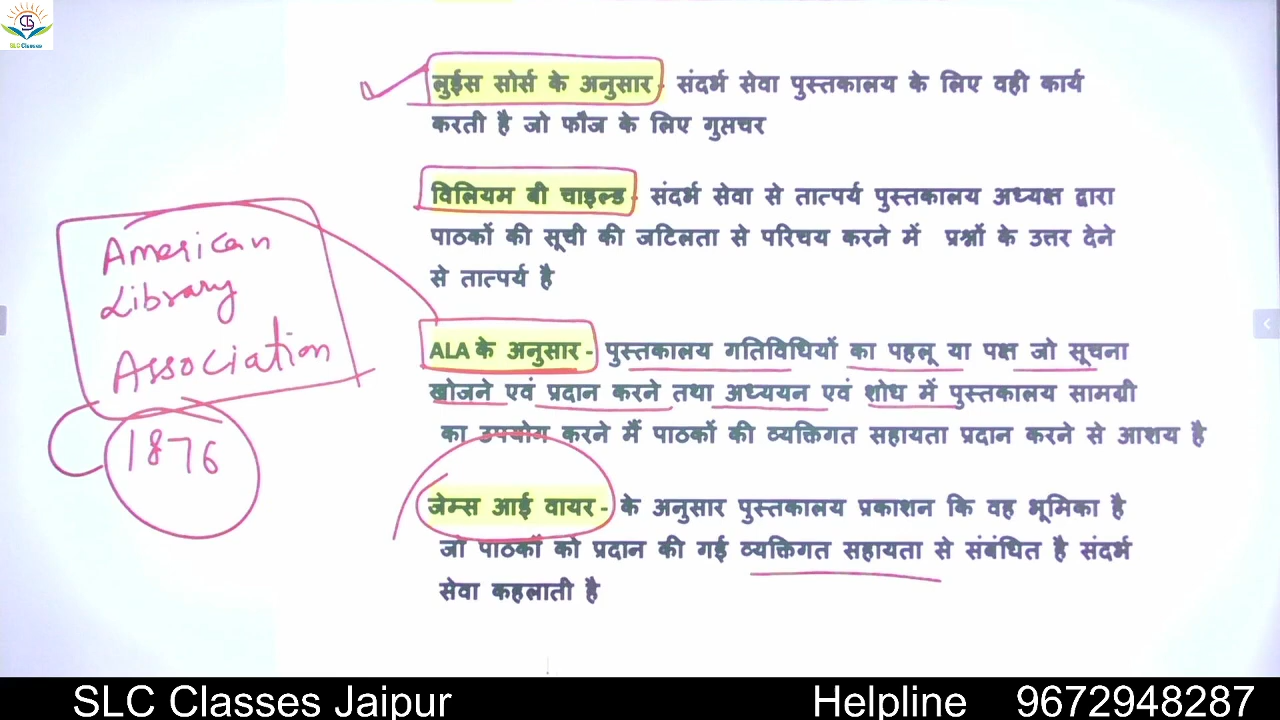 SLC Classes
लुईस सोर्स के अनुसार- संदर्भ सेवा पुस्तकालय के लिए वही कार्य
करती है जो फौज के लिए गुप्तचर
विलियम बी चाइल्ड- संदर्भ सेवा से तात्पर्य पुस्तकालय अध्यक्ष द्वारा
पाठकों की सूची की जटिलता से परिचय करने में प्रश्नों के उत्तर देने
से तात्पर्य है
American
Library
Association
1876
ALA के अनुसार- पुस्तकालय गतिविधियों का पहलू या पक्ष जो सूचना
खोजने एवं प्रदान करने तथा अध्ययन एवं शोध में पुस्तकालय सामग्री
का उपयोग करने मैं पाठकों की व्यक्तिगत सहायता प्रदान करने से आशय है
जेम्स आई वायर- के अनुसार पुस्तकालय प्रकाशन कि वह भूमिका है
जो पाठकों को प्रदान की गई व्यक्तिगत सहायता से संबंधित है संदर्भ
सेवा कहलाती है
SLC Classes Jaipur Helpline 9672948287